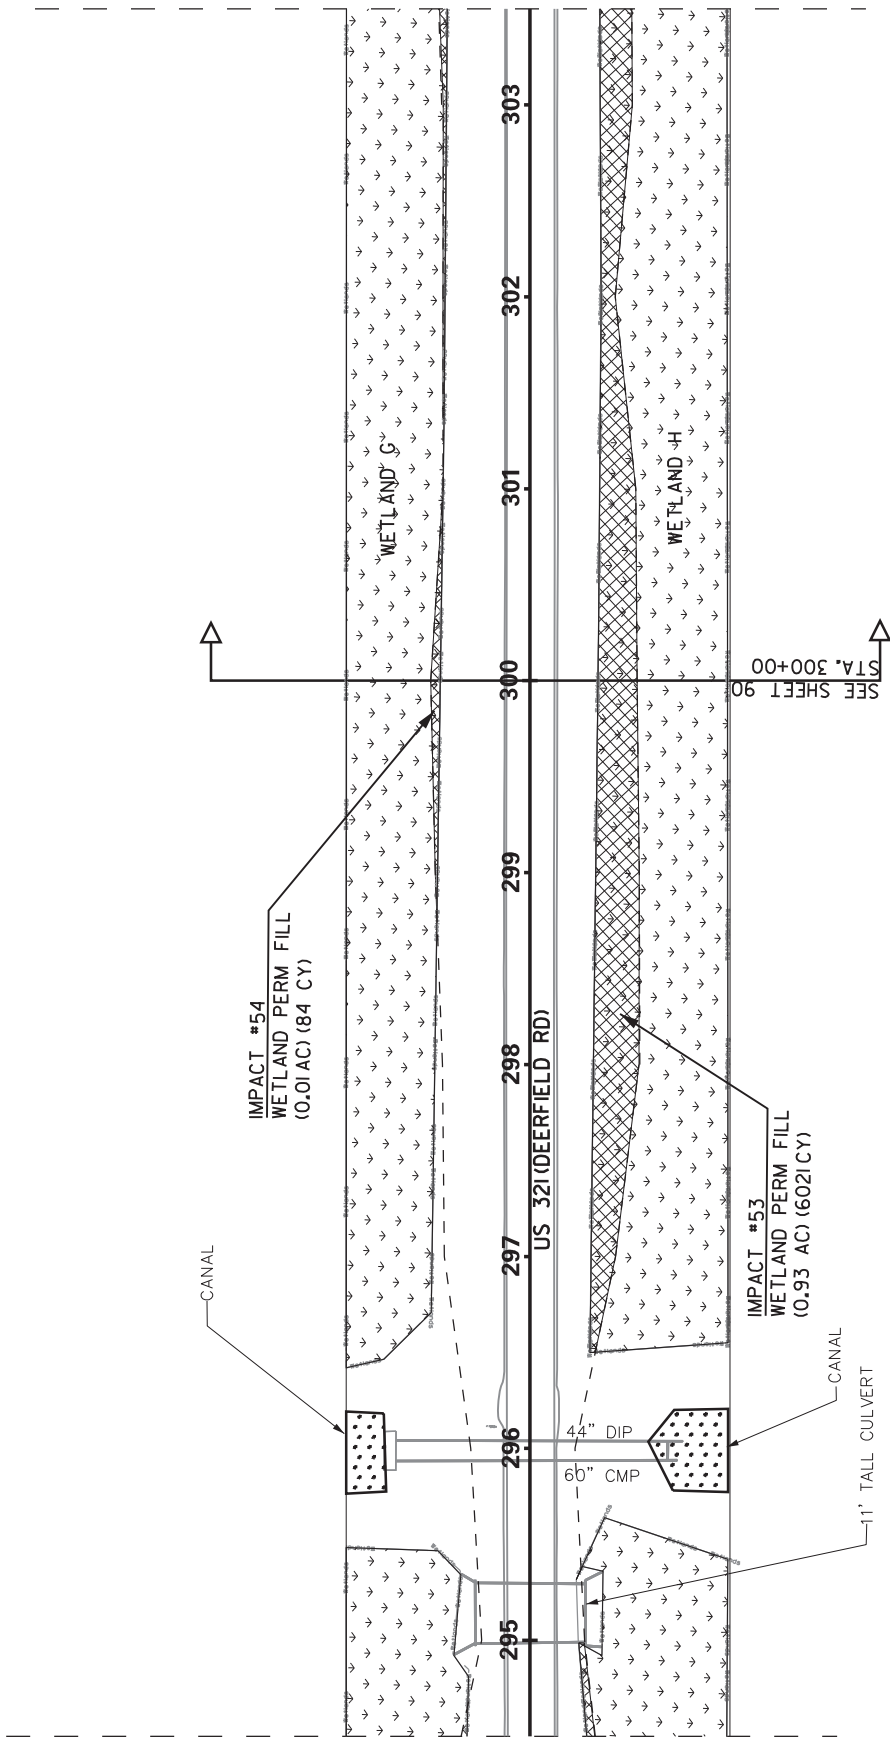 303
302
301
300
299
298
297
296
295
WETLAND G
WETLAND H
STA. 300+00
SEE SHEET 90
IMPACT #54
WETLAND PERM FILL
(0.01 AC) (84 CY)
US 321 (DEERFIELD RD)
IMPACT #53
WETLAND PERM FILL
(0.93 AC) (6021 CY)
CANAL
44" DIP
60" CMP
CANAL
11' TALL CULVERT